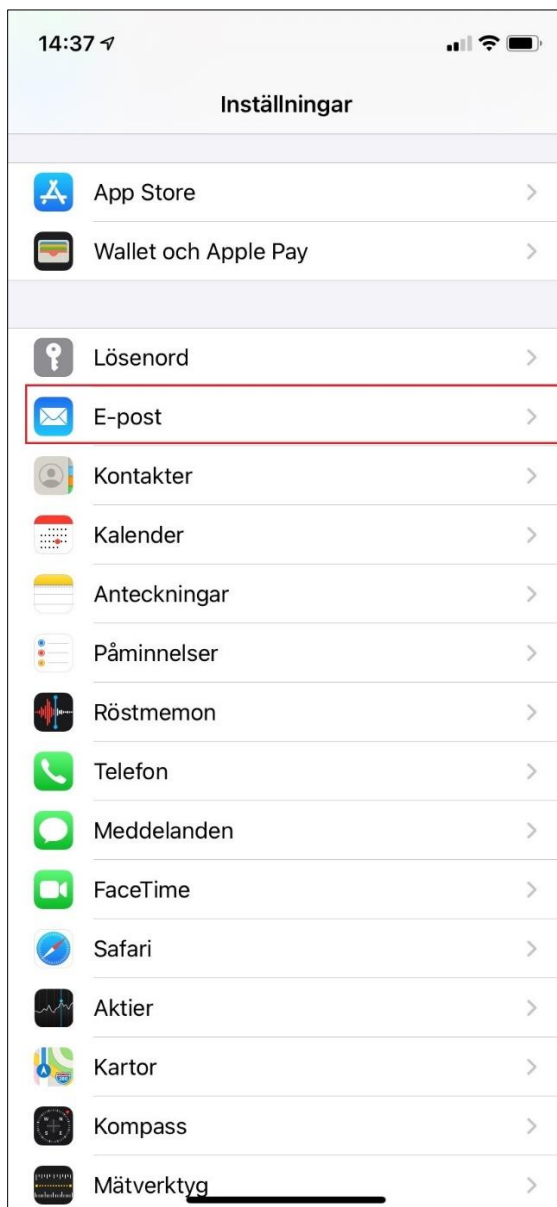 14:37
Inställningar
App Store
Wallet och Apple Pay
Lösenord
E-post
Kontakter
Kalender
Anteckningar
Påminnelser
Röstmemon
Telefon
Meddelanden
FaceTime
Safari
Aktier
Kartor
Kompass
Mätverktyg